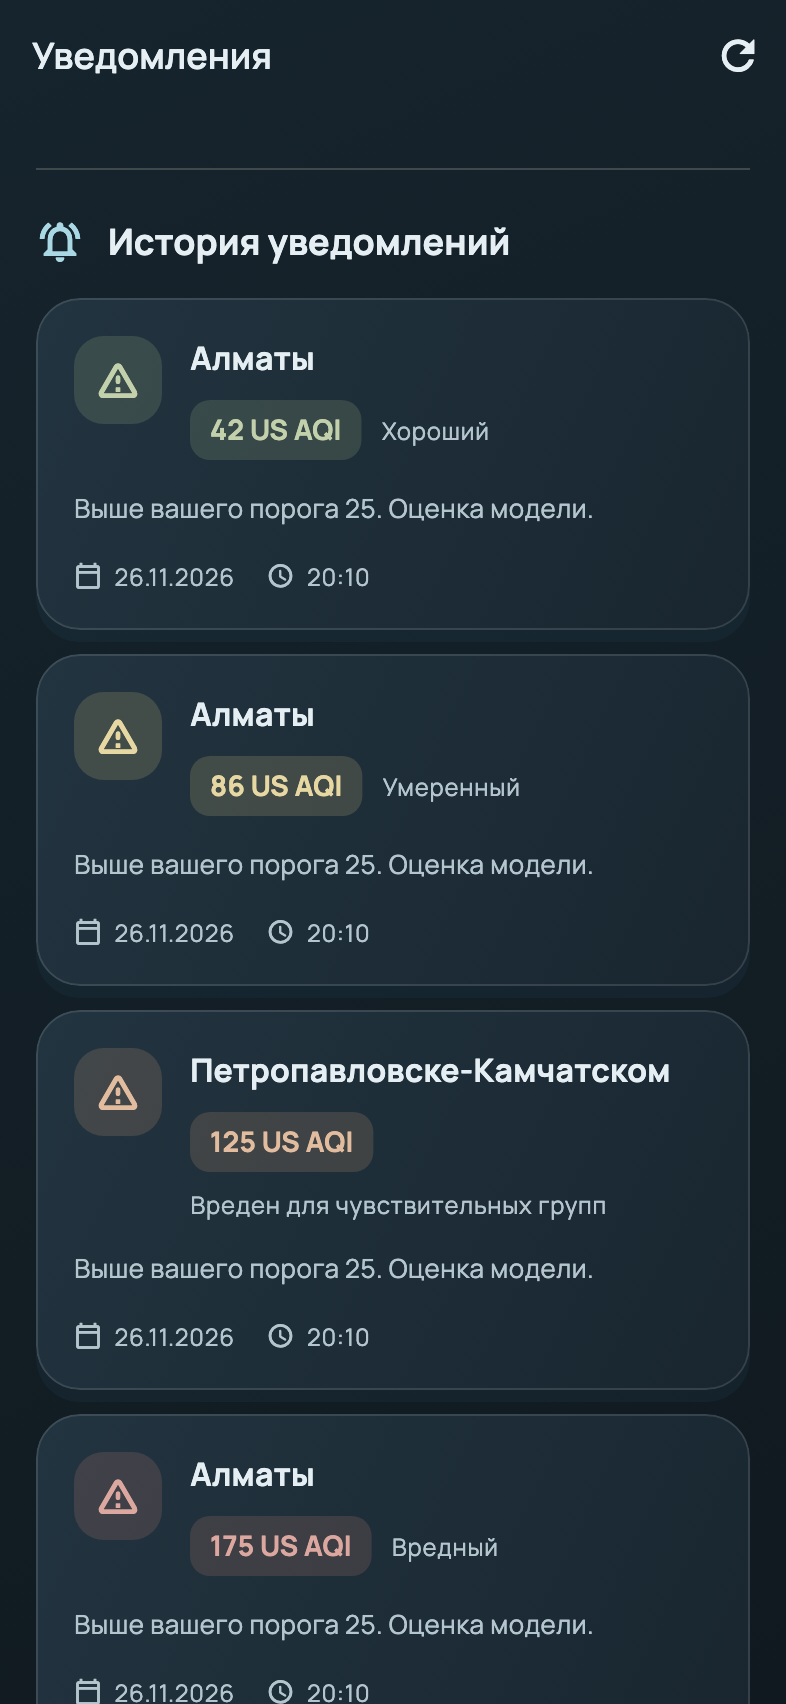 Уведомления
История уведомлений
Алматы
42 US AQI Хороший
Выше вашего порога 25. Оценка модели.
26.11.2026 20:10
Алматы
86 US AQI Умеренный
Выше вашего порога 25. Оценка модели.
26.11.2026 20:10
Петропавловске-Камчатском
125 US AQI
Вреден для чувствительных групп
Выше вашего порога 25. Оценка модели.
26.11.2026 20:10
Алматы
175 US AQI Вредный
Выше вашего порога 25. Оценка модели.
26.11.2026 20:10